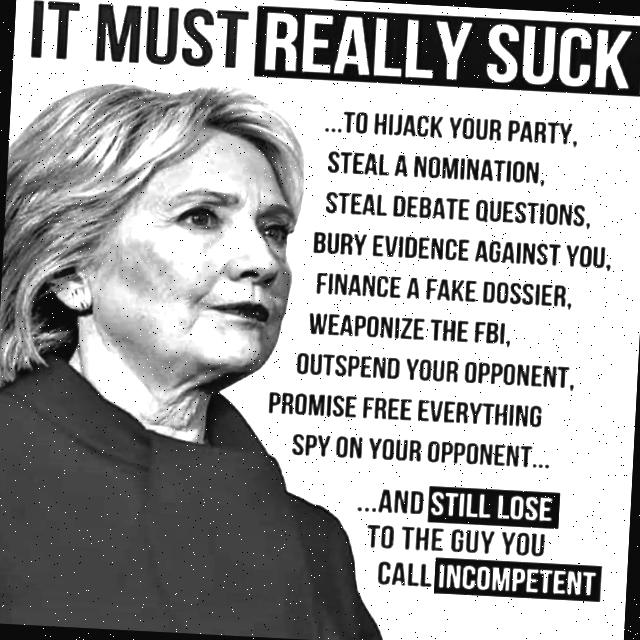 IT MUST REALLY SUCK
...TO HIJACK YOUR PARTY,
STEAL A NOMINATION,
STEAL DEBATE QUESTIONS,
BURY EVIDENCE AGAINST YOU,
FINANCE A FAKE DOSSIER,
WEAPONIZE THE FBI,
OUTSPEND YOUR OPPONENT,
PROMISE FREE EVERYTHING
SPY ON YOUR OPPONENT...
...AND STILL LOSE
TO THE GUY YOU
CALL INCOMPETENT